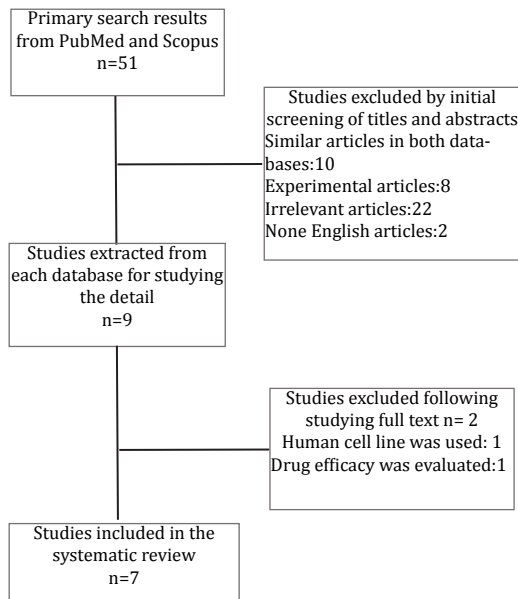 Primary search results
from PubMed and Scopus
n=51
Studies excluded by initial
screening of titles and abstracts
Similar articles in both data-
bases:10
Experimental articles:8
Irrelevant articles:22
None English articles:2
Studies extracted from
each database for studying
the detail
n=9
Studies excluded following
studying full text n= 2
Human cell line was used: 1
Drug efficacy was evaluated:1
Studies included in the
systematic review
n=7